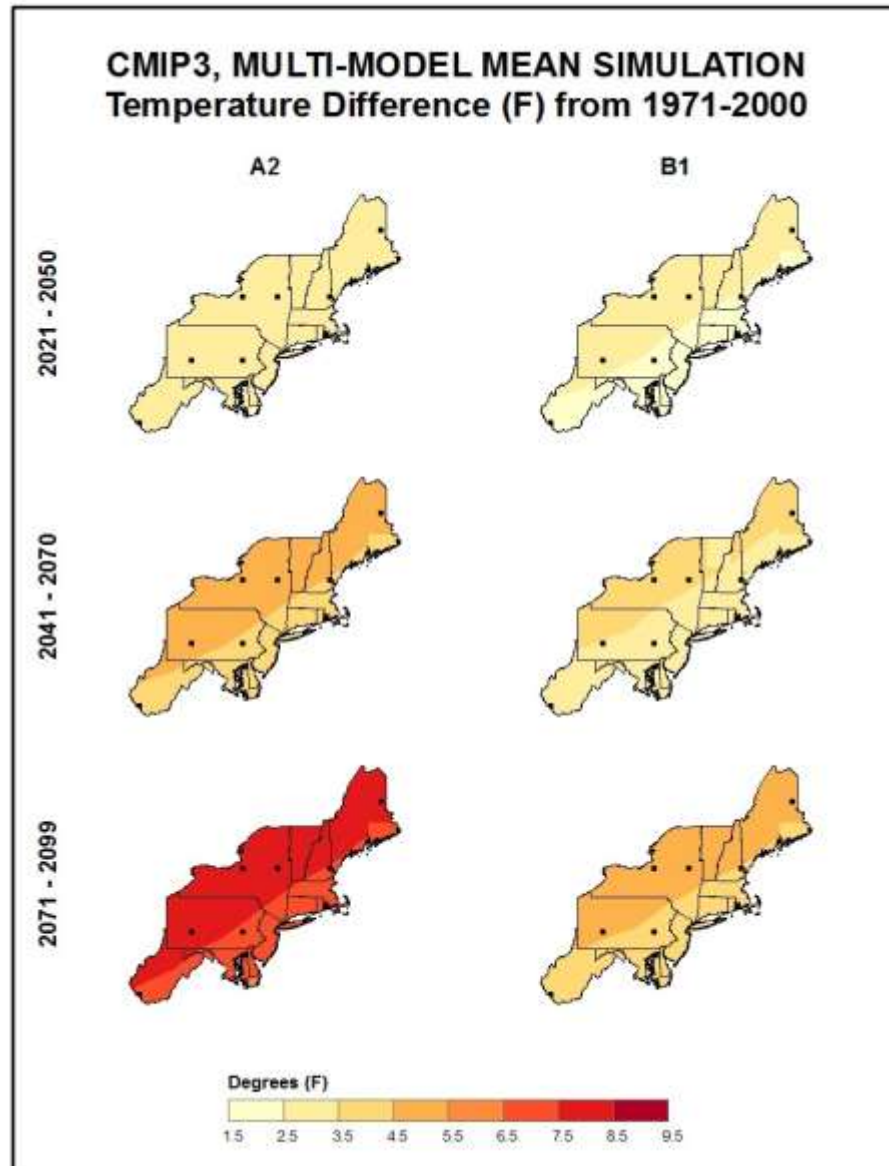 CMIP3, MULTI-MODEL MEAN SIMULATION
Temperature Difference (F) from 1971-2000
A2
B1
2021 - 2050
2041 - 2070
2071 - 2099
Degrees (F)
1.5 2.5 3.5 4.5 5.5 6.5 7.5 8.5 9.5